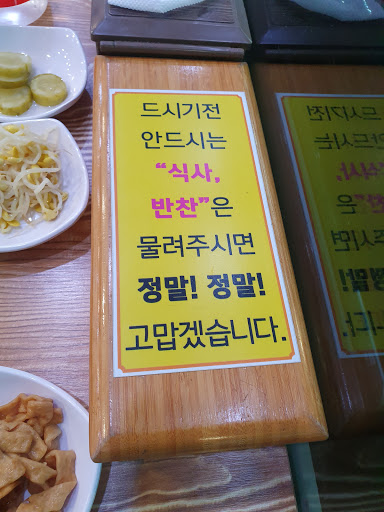 드시기전
안드시는
“식사,
반찬”은
물려주시면
정말! 정말!
고맙겠습니다.